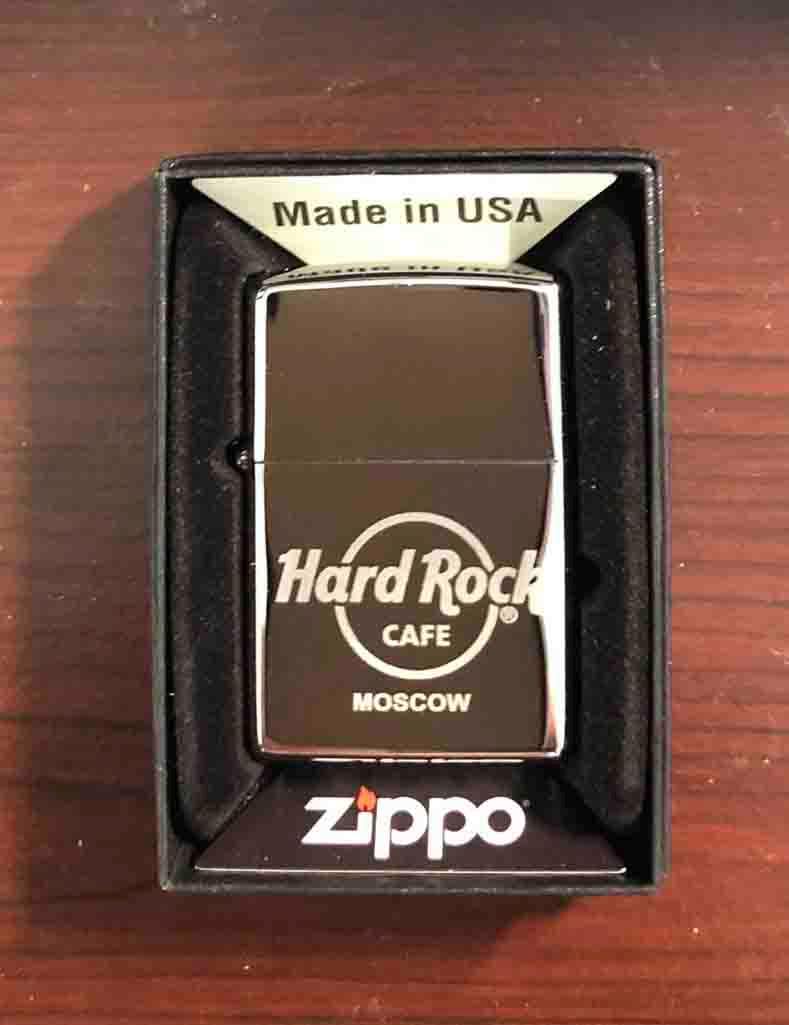 Made in USA
Hard Rock
®
CAFE
MOSCOW
zippo